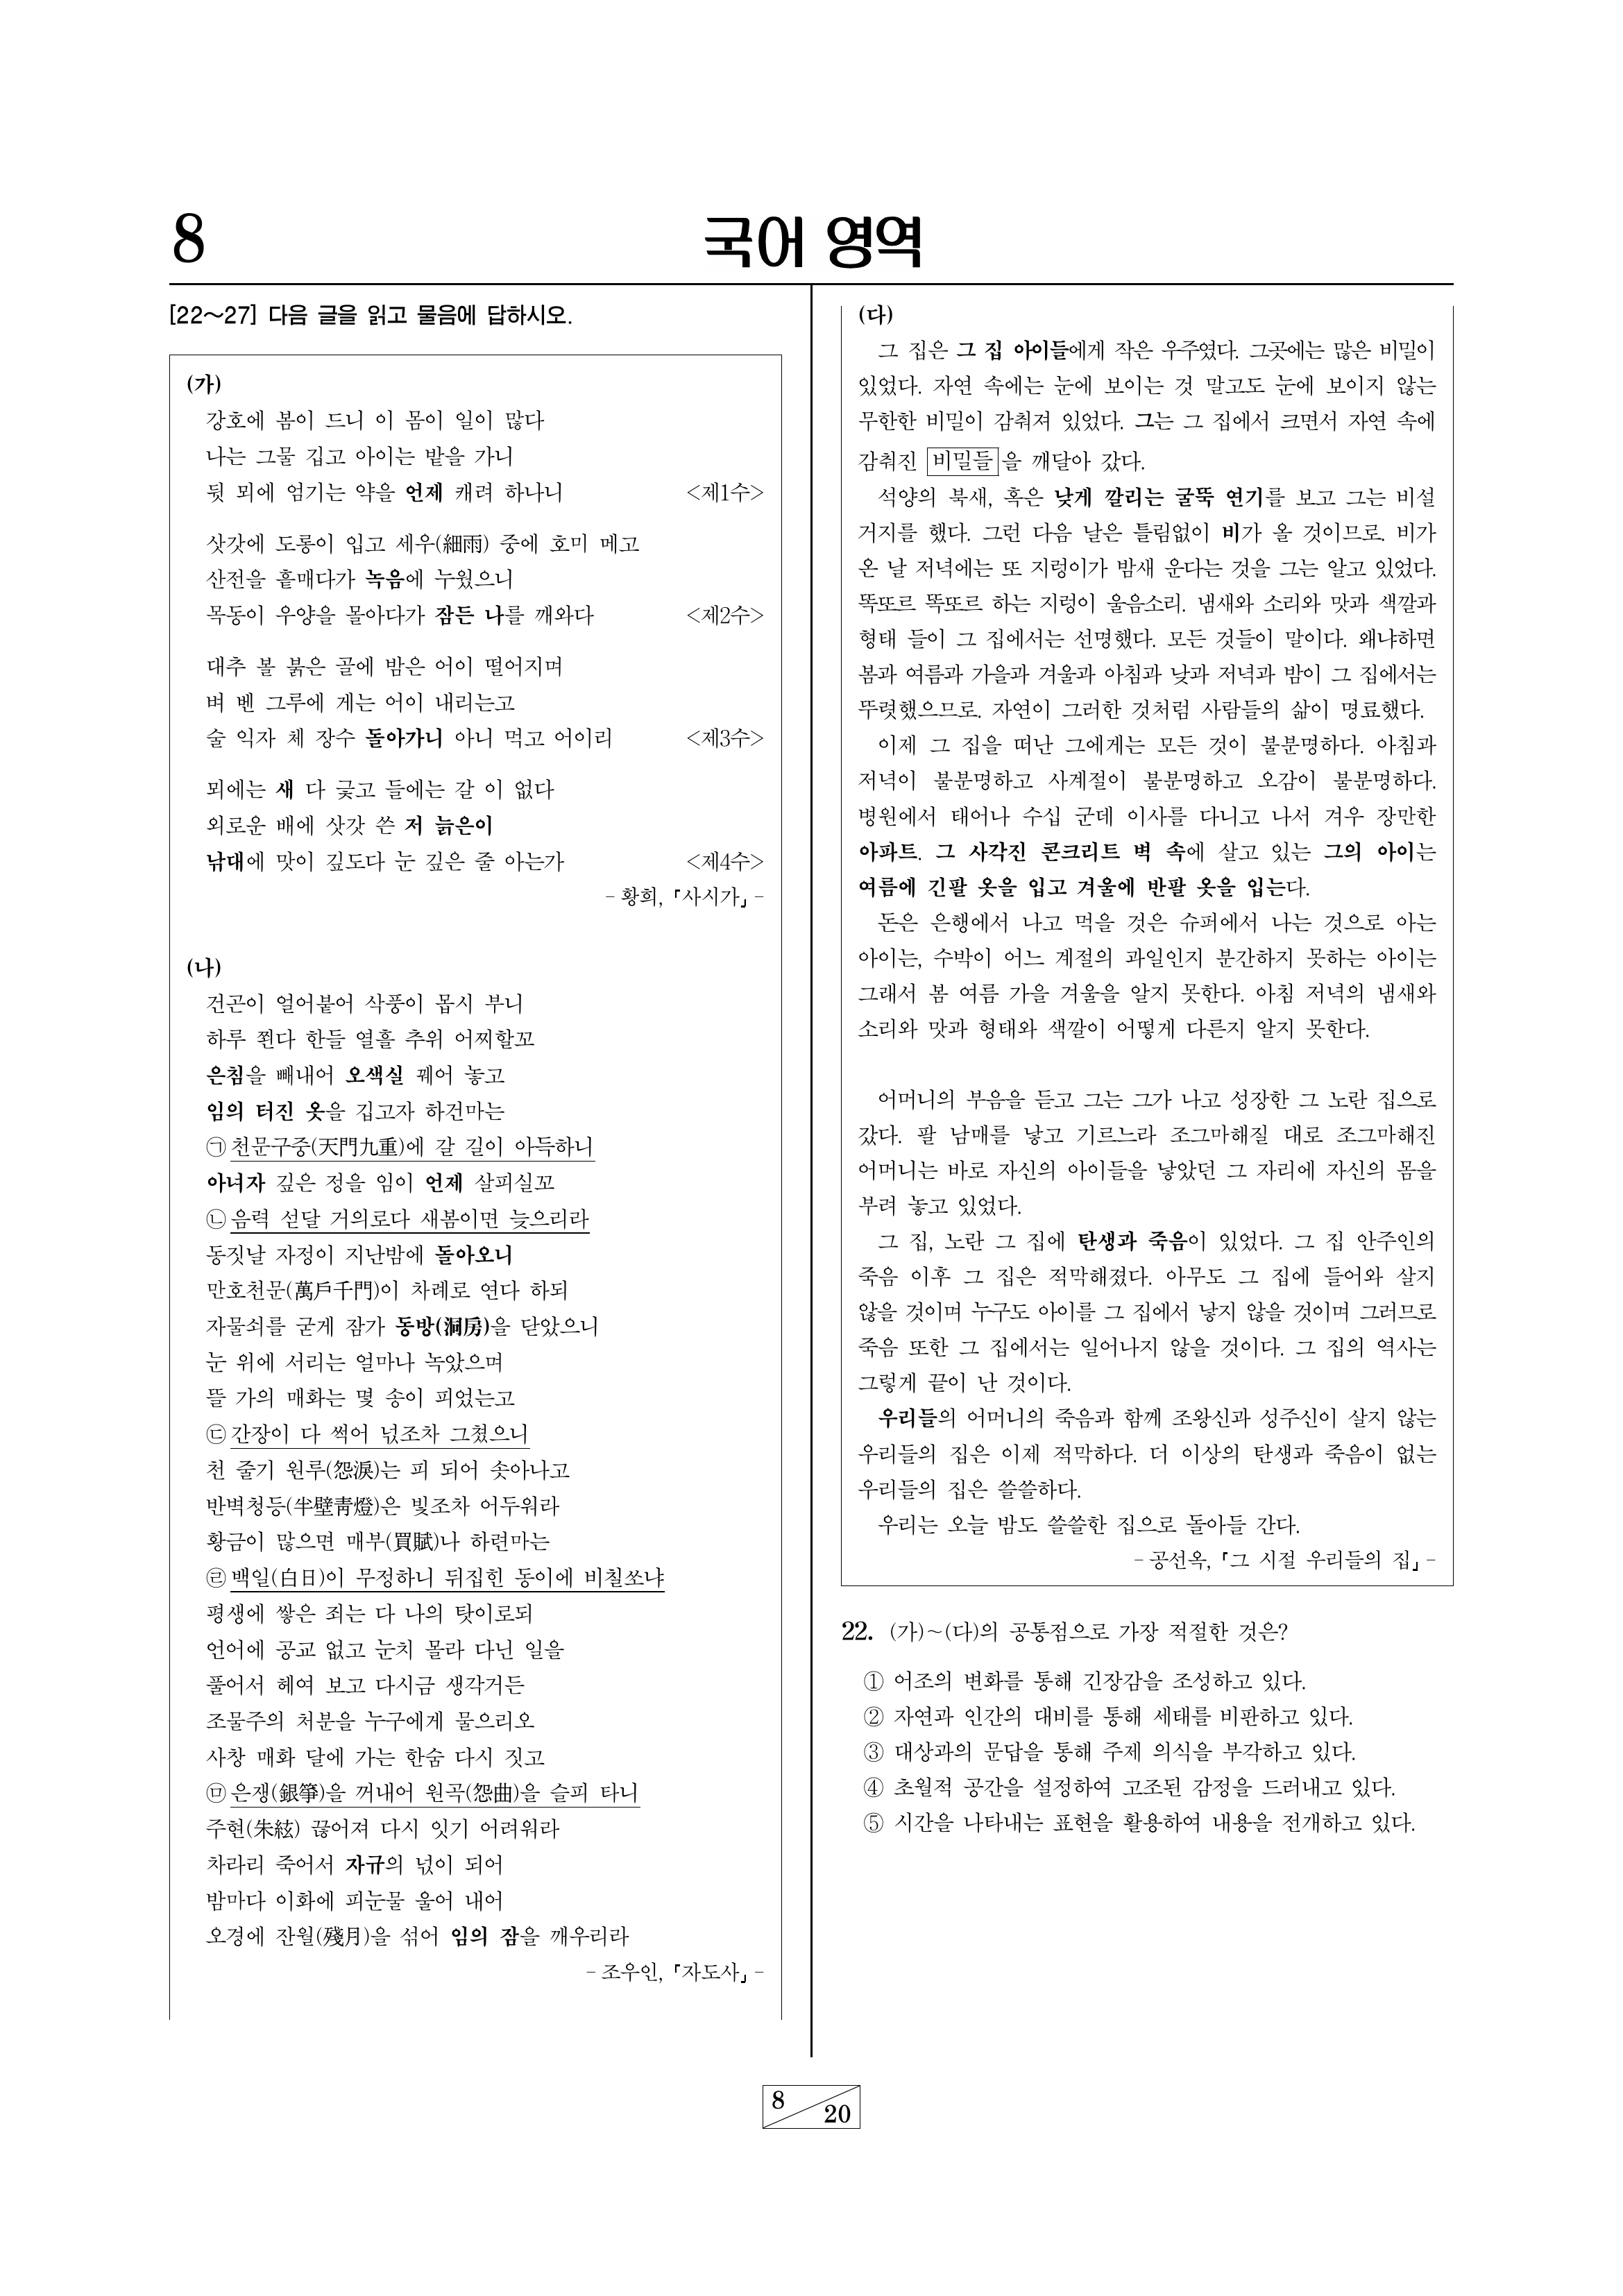 8
국어 영역
[22～27] 다음 글을 읽고 물음에 답하시오.
(가)
강호에 봄이 드니 이 몸이 일이 많다
나는 그물 깁고 아이는 밭을 가니
뒷 뫼에 엄기는 약을 언제 캐려 하나니 <제1수>
삿갓에 도롱이 입고 세우(細雨) 중에 호미 메고
산전을 흩매다가 녹음에 누웠으니
목동이 우양을 몰아다가 잠든 나를 깨와다 <제2수>
대추 볼 붉은 골에 밤은 어이 떨어지며
벼 벤 그루에 게는 어이 내리는고
술 익자 체 장수 돌아가니 아니 먹고 어이리 <제3수>
뫼에는 새 다 긏고 들에는 갈 이 없다
외로운 배에 삿갓 쓴 저 늙은이
낚대에 맛이 깊도다 눈 깊은 줄 아는가 <제4수>
- 황희, 『사시가』 -
(나)
건곤이 얼어붙어 삭풍이 몹시 부니
하루 쬔다 한들 열흘 추위 어찌할꼬
은침을 빼내어 오색실 꿰어 놓고
임의 터진 옷을 깁고자 하건마는
㉠ 천문구중(天門九重)에 갈 길이 아득하니
아녀자 깊은 정을 임이 언제 살피실꼬
㉡ 음력 섣달 거의로다 새봄이면 늦으리라
동짓날 자정이 지난밤에 돌아오니
만호천문(萬戶千門)이 차례로 연다 하되
자물쇠를 굳게 잠가 동방(洞房)을 닫았으니
눈 위에 서리는 얼마나 녹았으며
뜰 가의 매화는 몇 송이 피었는고
㉢ 간장이 다 썩어 넋조차 그쳤으니
천 줄기 원루(怨淚)는 피 되어 솟아나고
반벽청등(半壁靑燈)은 빛조차 어두워라
황금이 많으면 매부(買賦)나 하련마는
㉣ 백일(白日)이 무정하니 뒤집힌 동이에 비칠쏘냐
평생에 쌓은 죄는 다 나의 탓이로되
언어에 공교 없고 눈치 몰라 다닌 일을
풀어서 헤여 보고 다시금 생각거든
조물주의 처분을 누구에게 물으리오
사창 매화 달에 가는 한숨 다시 짓고
㉤ 은쟁(銀箏)을 꺼내어 원곡(怨曲)을 슬피 타니
주현(朱絃) 끊어져 다시 잇기 어려워라
차라리 죽어서 자규의 넋이 되어
밤마다 이화에 피눈물 울어 내어
오경에 잔월(殘月)을 섞어 임의 잠을 깨우리라
- 조우인, 『자도사』 -
(다)
그 집은 그 집 아이들에게 작은 우주였다. 그곳에는 많은 비밀이
있었다. 자연 속에는 눈에 보이는 것 말고도 눈에 보이지 않는
무한한 비밀이 감춰져 있었다. 그는 그 집에서 크면서 자연 속에
감춰진 비밀들을 깨달아 갔다.
석양의 북새, 혹은 낮게 깔리는 굴뚝 연기를 보고 그는 비설
거지를 했다. 그런 다음 날은 틀림없이 비가 올 것이므로. 비가
온 날 저녁에는 또 지렁이가 밤새 운다는 것을 그는 알고 있었다.
똑또르 똑또르 하는 지렁이 울음소리. 냄새와 소리와 맛과 색깔과
형태 들이 그 집에서는 선명했다. 모든 것들이 말이다. 왜냐하면
봄과 여름과 가을과 겨울과 아침과 낮과 저녁과 밤이 그 집에서는
뚜렷했으므로. 자연이 그러한 것처럼 사람들의 삶이 명료했다.
이제 그 집을 떠난 그에게는 모든 것이 불분명하다. 아침과
저녁이 불분명하고 사계절이 불분명하고 오감이 불분명하다.
병원에서 태어나 수십 군데 이사를 다니고 나서 겨우 장만한
아파트. 그 사각진 콘크리트 벽 속에 살고 있는 그의 아이는
여름에 긴팔 옷을 입고 겨울에 반팔 옷을 입는다.
돈은 은행에서 나고 먹을 것은 슈퍼에서 나는 것으로 아는
아이는, 수박이 어느 계절의 과일인지 분간하지 못하는 아이는
그래서 봄 여름 가을 겨울을 알지 못한다. 아침 저녁의 냄새와
소리와 맛과 형태와 색깔이 어떻게 다른지 알지 못한다.
어머니의 부음을 듣고 그는 그가 나고 성장한 그 노란 집으로
갔다. 팔 남매를 낳고 기르느라 조그마해질 대로 조그마해진
어머니는 바로 자신의 아이들을 낳았던 그 자리에 자신의 몸을
부려 놓고 있었다.
그 집, 노란 그 집에 탄생과 죽음이 있었다. 그 집 안주인의
죽음 이후 그 집은 적막해졌다. 아무도 그 집에 들어와 살지
않을 것이며 누구도 아이를 그 집에서 낳지 않을 것이며 그러므로
죽음 또한 그 집에서는 일어나지 않을 것이다. 그 집의 역사는
그렇게 끝이 난 것이다.
우리들의 어머니의 죽음과 함께 조왕신과 성주신이 살지 않는
우리들의 집은 이제 적막하다. 더 이상의 탄생과 죽음이 없는
우리들의 집은 쓸쓸하다.
우리는 오늘 밤도 쓸쓸한 집으로 돌아들 간다.
- 공선옥, 『그 시절 우리들의 집』 -
22. (가)～(다)의 공통점으로 가장 적절한 것은?
① 어조의 변화를 통해 긴장감을 조성하고 있다.
② 자연과 인간의 대비를 통해 세태를 비판하고 있다.
③ 대상과의 문답을 통해 주제 의식을 부각하고 있다.
④ 초월적 공간을 설정하여 고조된 감정을 드러내고 있다.
⑤ 시간을 나타내는 표현을 활용하여 내용을 전개하고 있다.
8
20